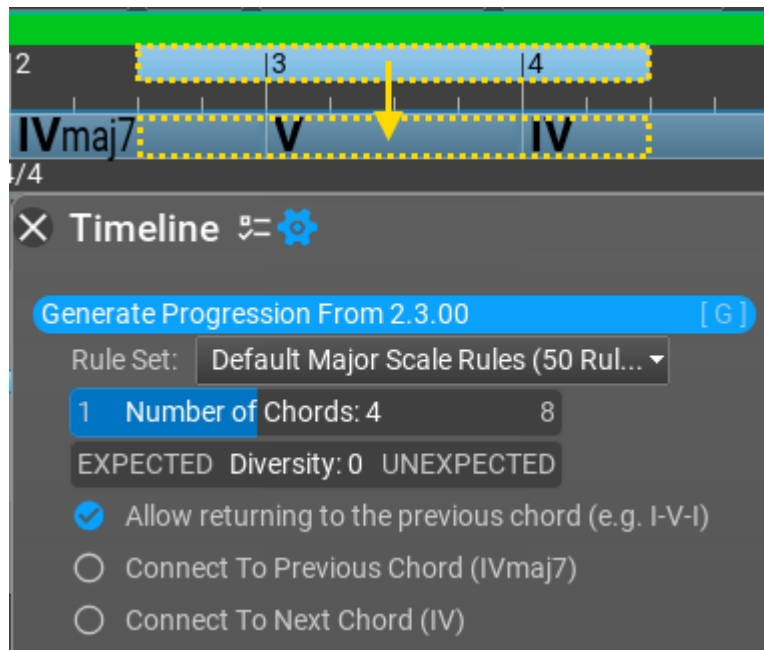 2 3 4
IVmaj7 V IV
/4
Timeline
Generate Progression From 2.3.00 [ G ]
Rule Set: Default Major Scale Rules (50 Rul...
1 Number of Chords: 4 8
EXPECTED Diversity: 0 UNEXPECTED
Allow returning to the previous chord (e.g. I-V-I)
Connect To Previous Chord (IVmaj7)
Connect To Next Chord (IV)